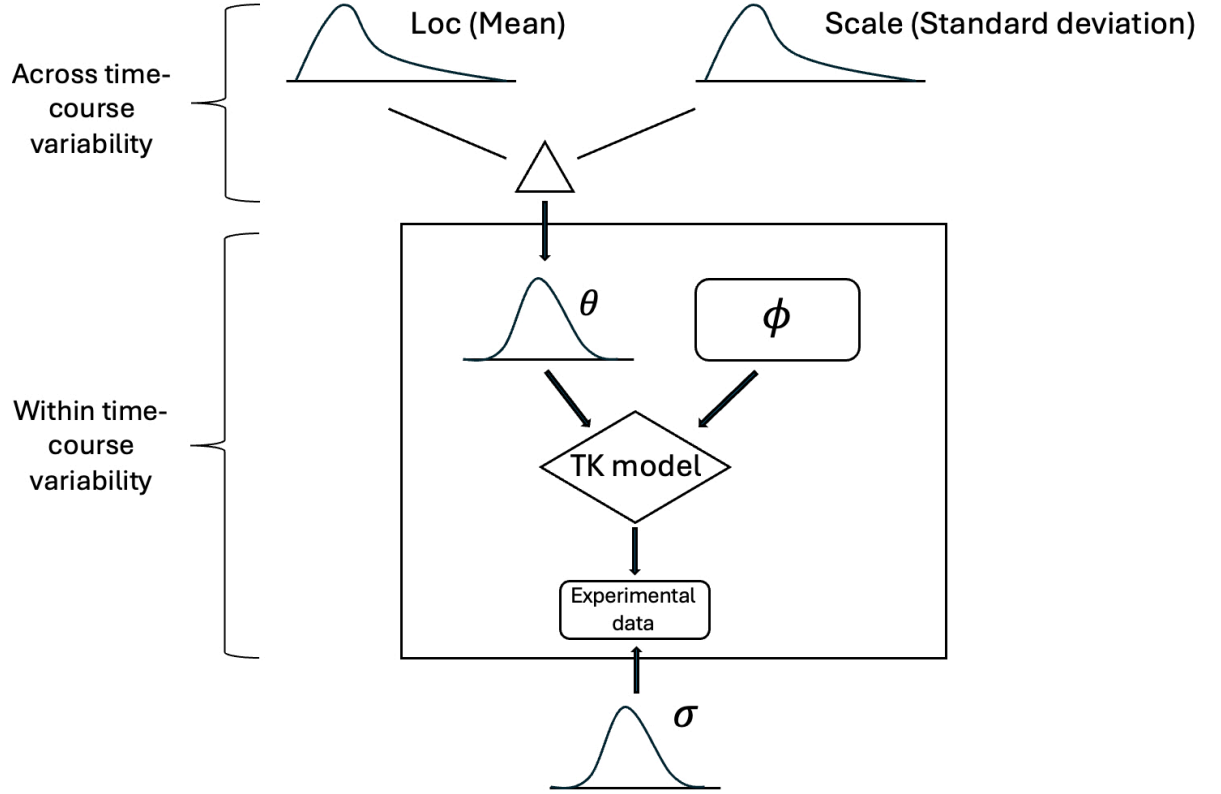 Loc (Mean)
Scale (Standard deviation)
Across time-
course
variability
θ
ϕ
Within time-
course
variability
TK model
Experimental
data
σ